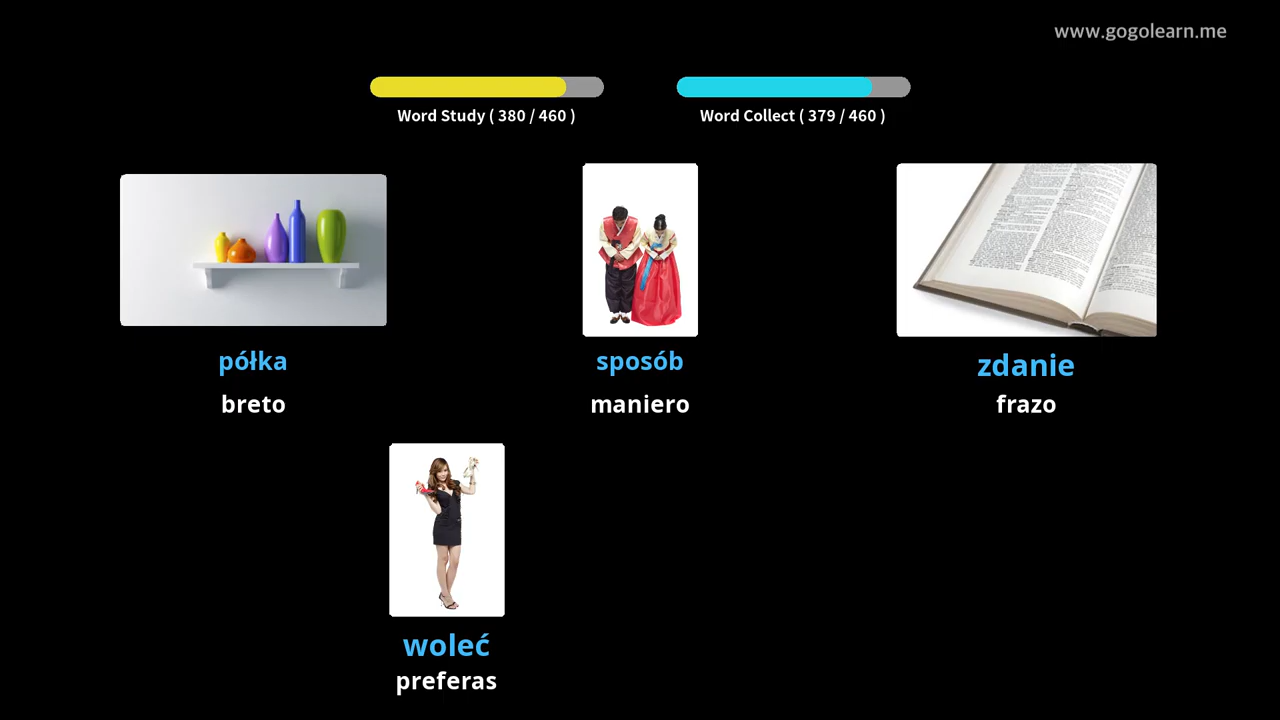 www.gogolearn.me
Word Study ( 380 / 460 )
Word Collect ( 379 / 460 )
półka
breto
sposób
maniero
zdanie
frazo
woleć
preferas